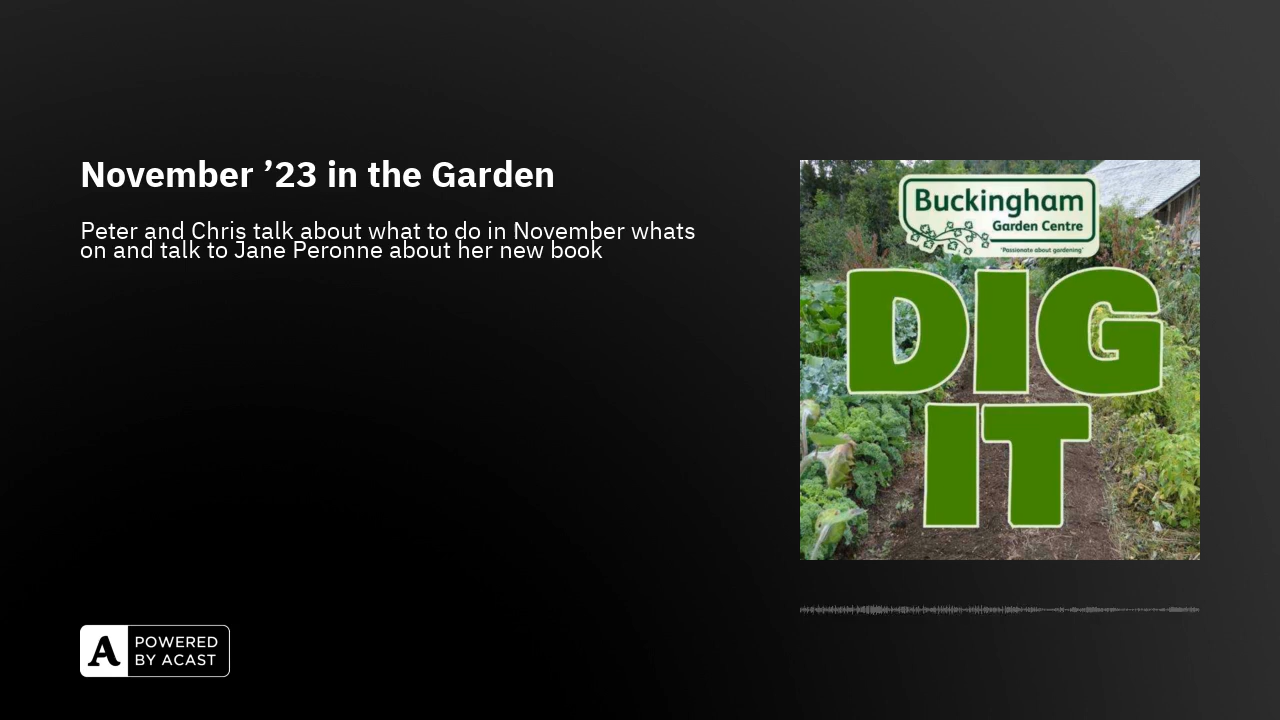 November ’23 in the Garden
Peter and Chris talk about what to do in November whats
on and talk to Jane Peronne about her new book
Buckingham
Garden Centre
"Passionate about gardening"
DIG
IT
A POWERED
BY ACAST